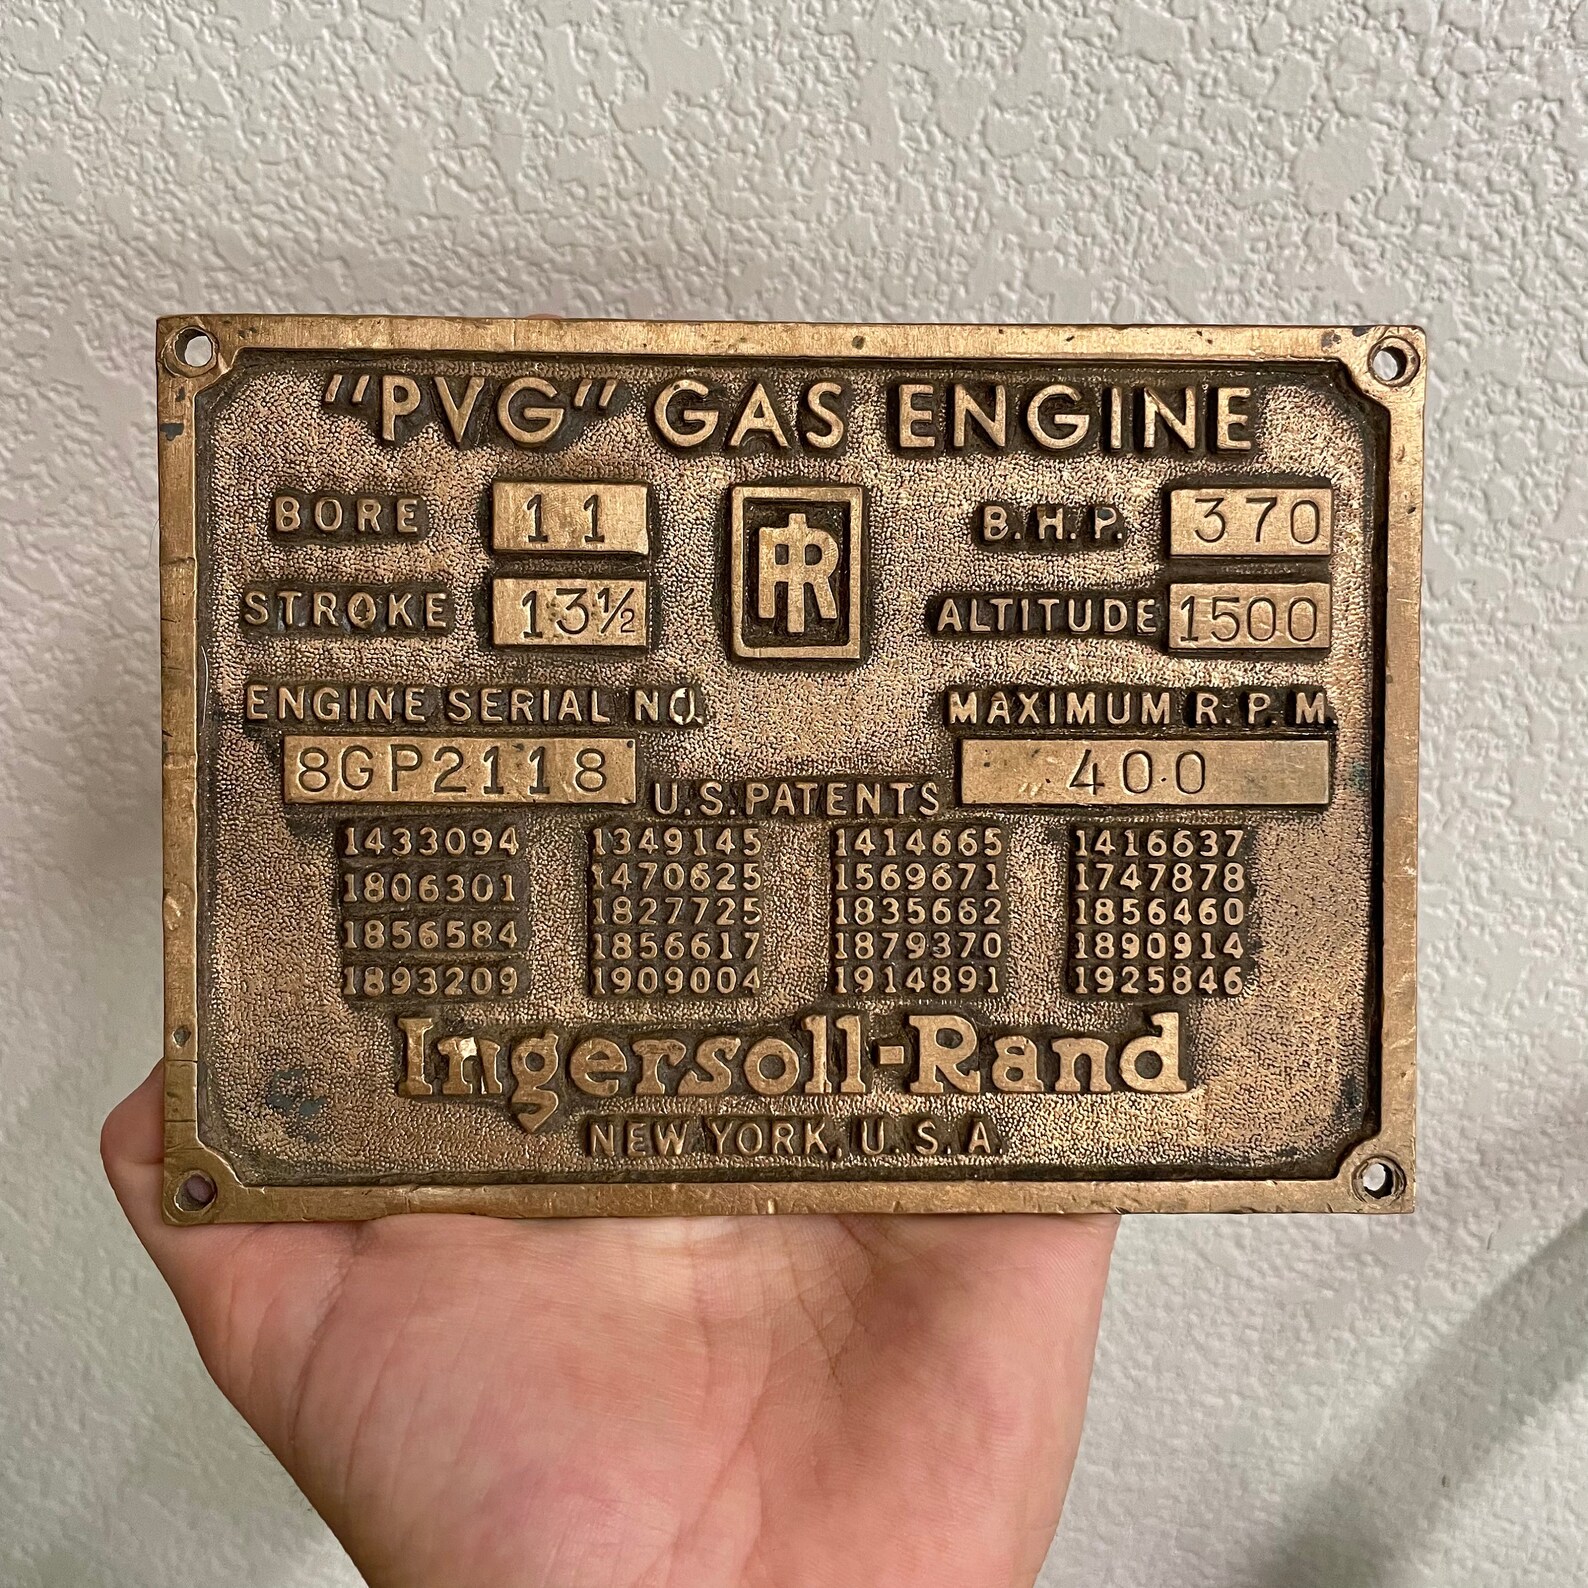 "PVG" GAS ENGINE
BORE 11 IR B.H.P. 370
STROKE 13½ ALTITUDE 1500
ENGINE SERIAL NO. MAXIMUM R.P.M.
8GP2118 400
U.S. PATENTS
1433094 1349145 1414665 1416637
1806301 1470625 1569671 1747878
1856584 1827725 1835662 1856460
1893209 1856617 1879370 1890914
1909004 1914891 1925846
Ingersoll-Rand
NEW YORK, U.S.A.